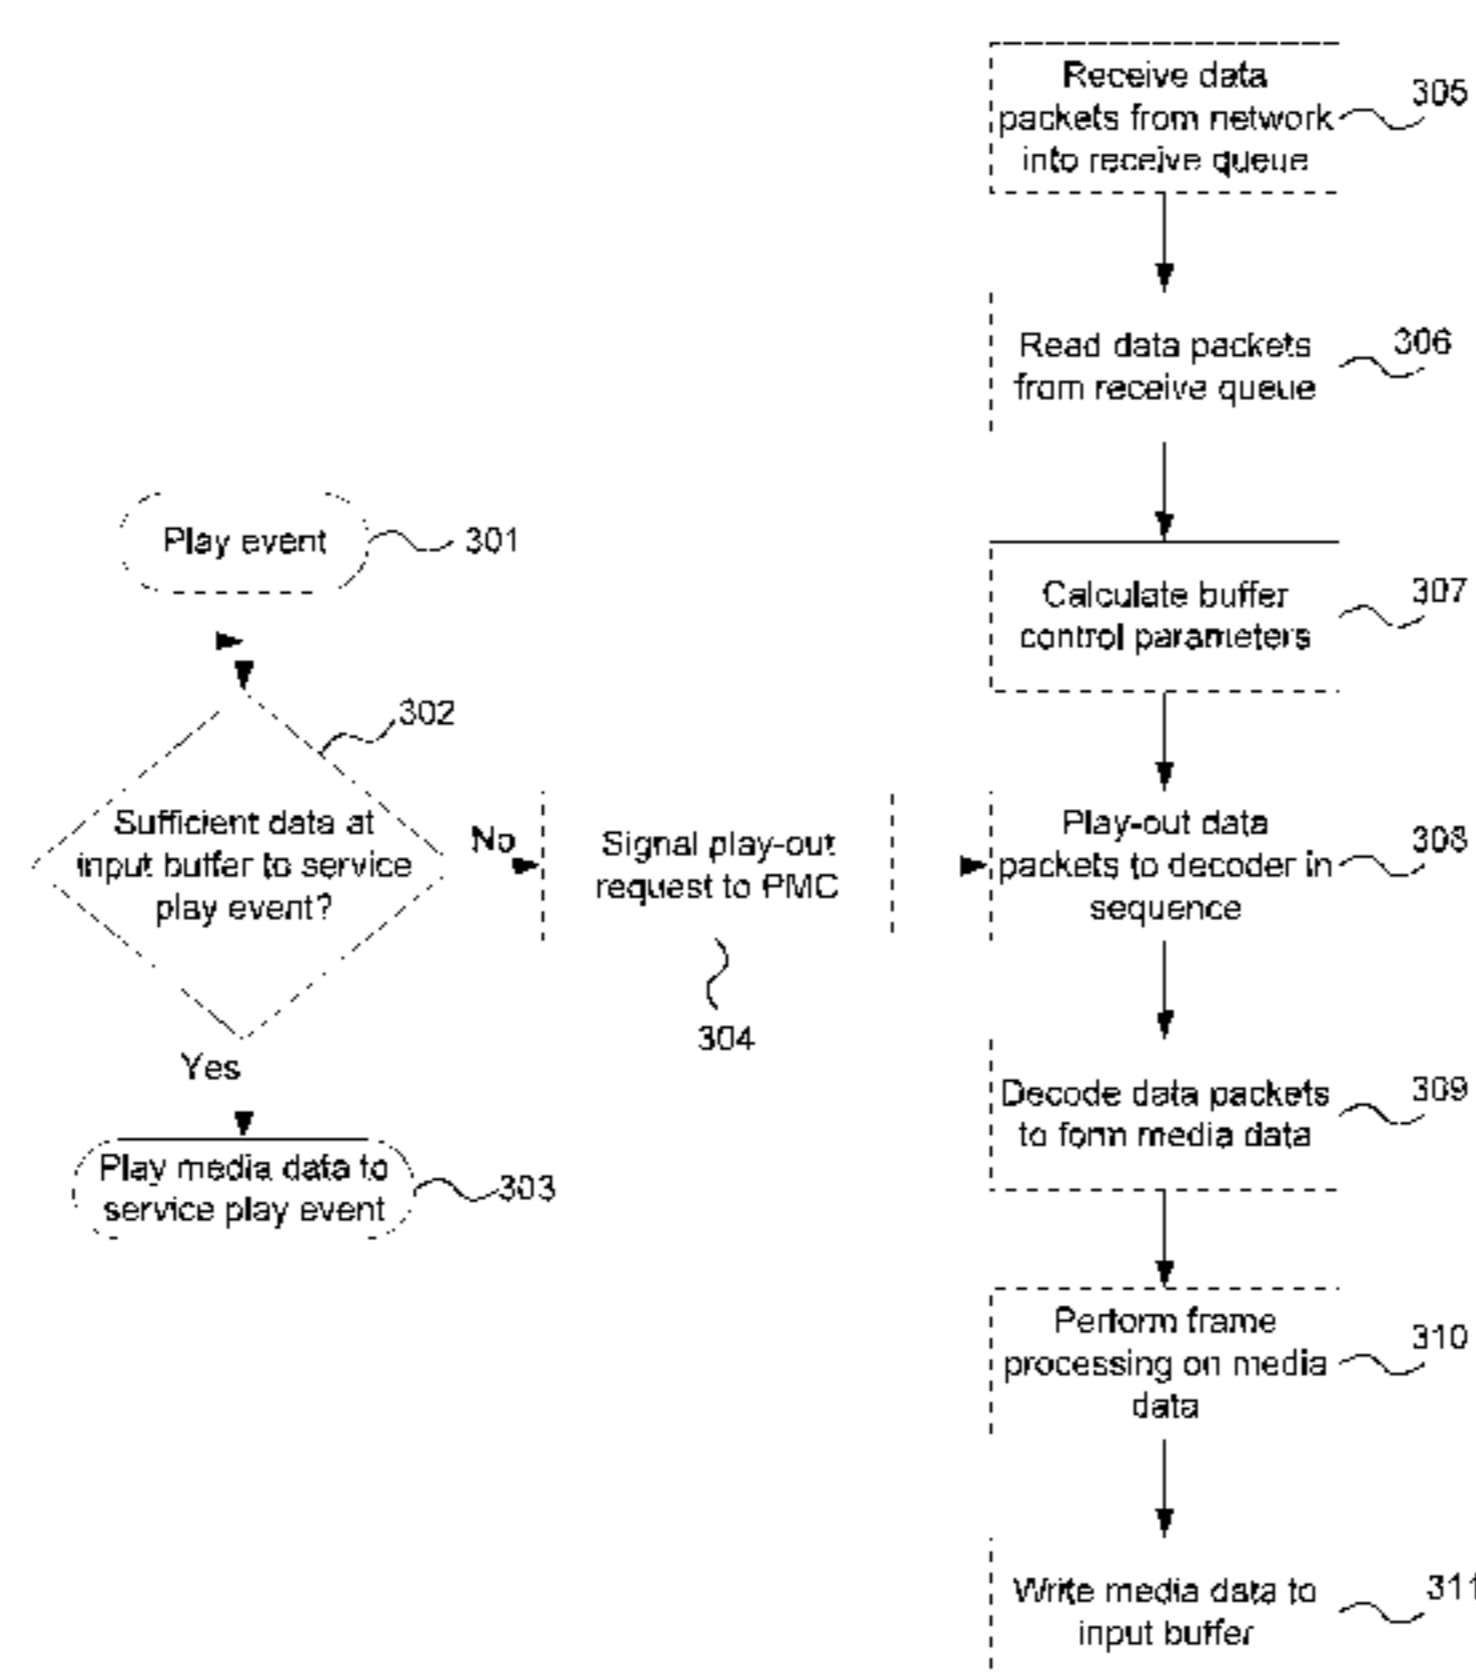 Receive data
packets from network
into receive queue
305
Read data packets
from receive queue
306
Play event
301
Calculate buffer
control parameters
307
302
Sufficient data at
input buffer to service
play event?
No
Signal play-out
request to PMC
304
Play-out data
packets to decoder in
sequence
308
Yes
Decode data packets
to form media data
309
Play media data to
service play event
303
Perform frame
processing on media
data
310
Write media data to
input buffer
311